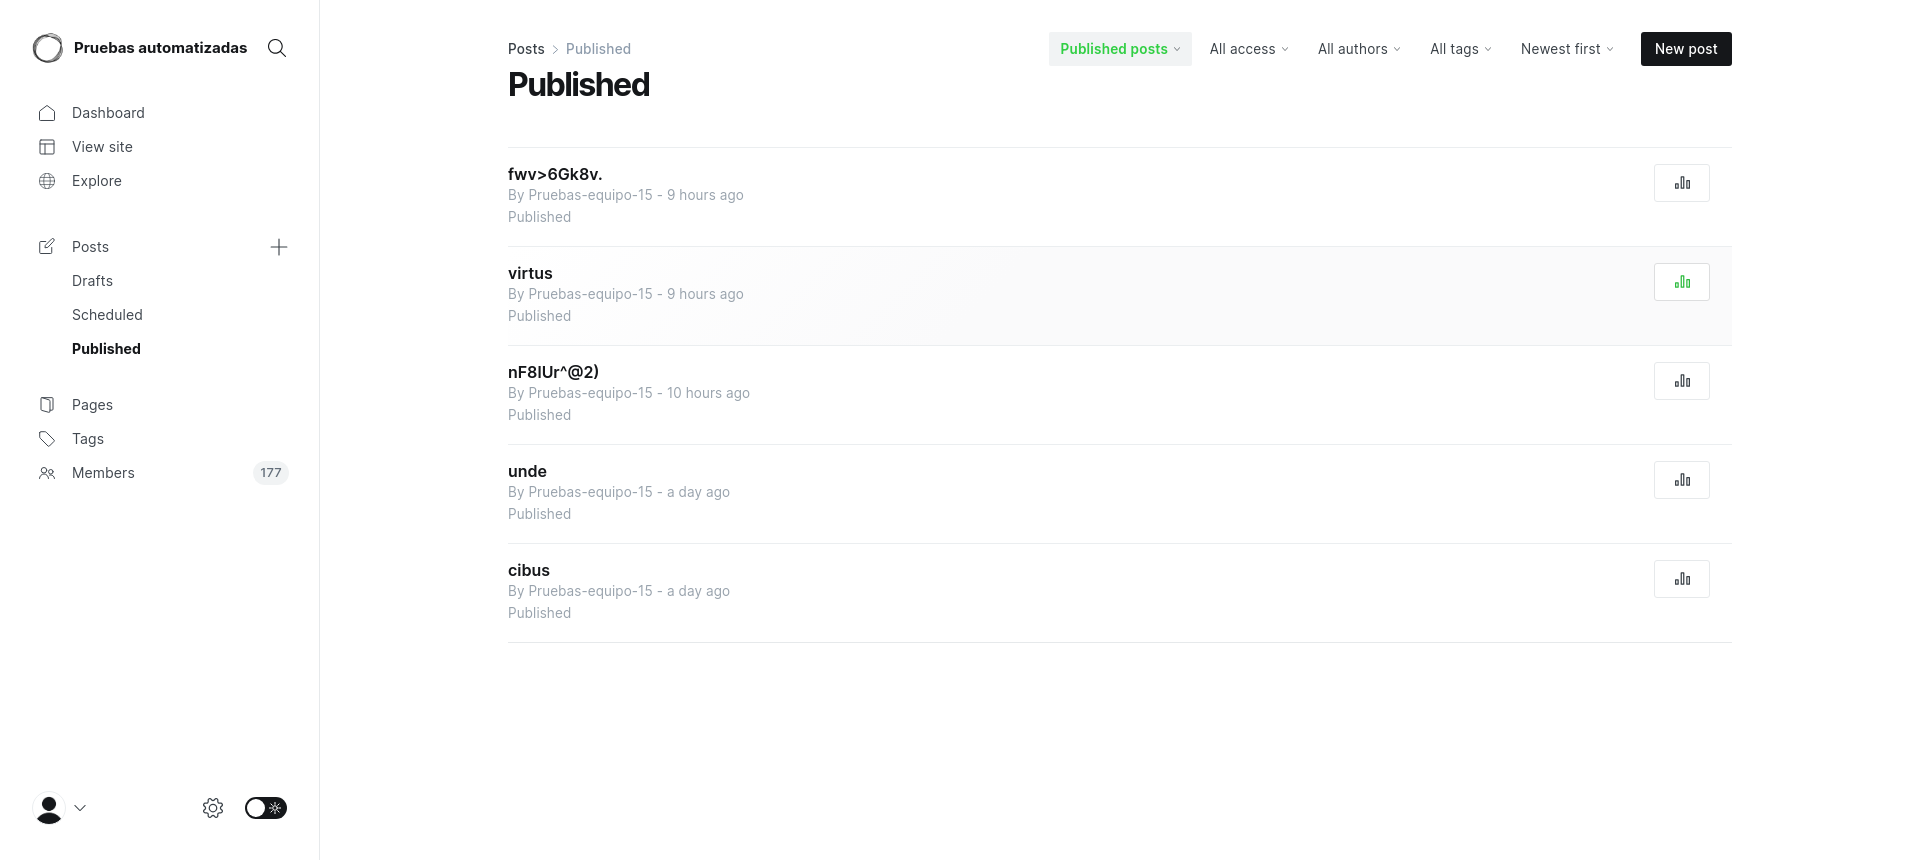 Pruebas automatizadas
Dashboard
View site
Explore
Posts
Drafts
Scheduled
Published
Pages
Tags
Members 177
Posts > Published
Published posts
All access
All authors
All tags
Newest first
New post
Published
fwv>6Gk8v.
By Pruebas-equipo-15 - 9 hours ago
Published
virtus
By Pruebas-equipo-15 - 9 hours ago
Published
nF8lUr^@2)
By Pruebas-equipo-15 - 10 hours ago
Published
unde
By Pruebas-equipo-15 - a day ago
Published
cibus
By Pruebas-equipo-15 - a day ago
Published